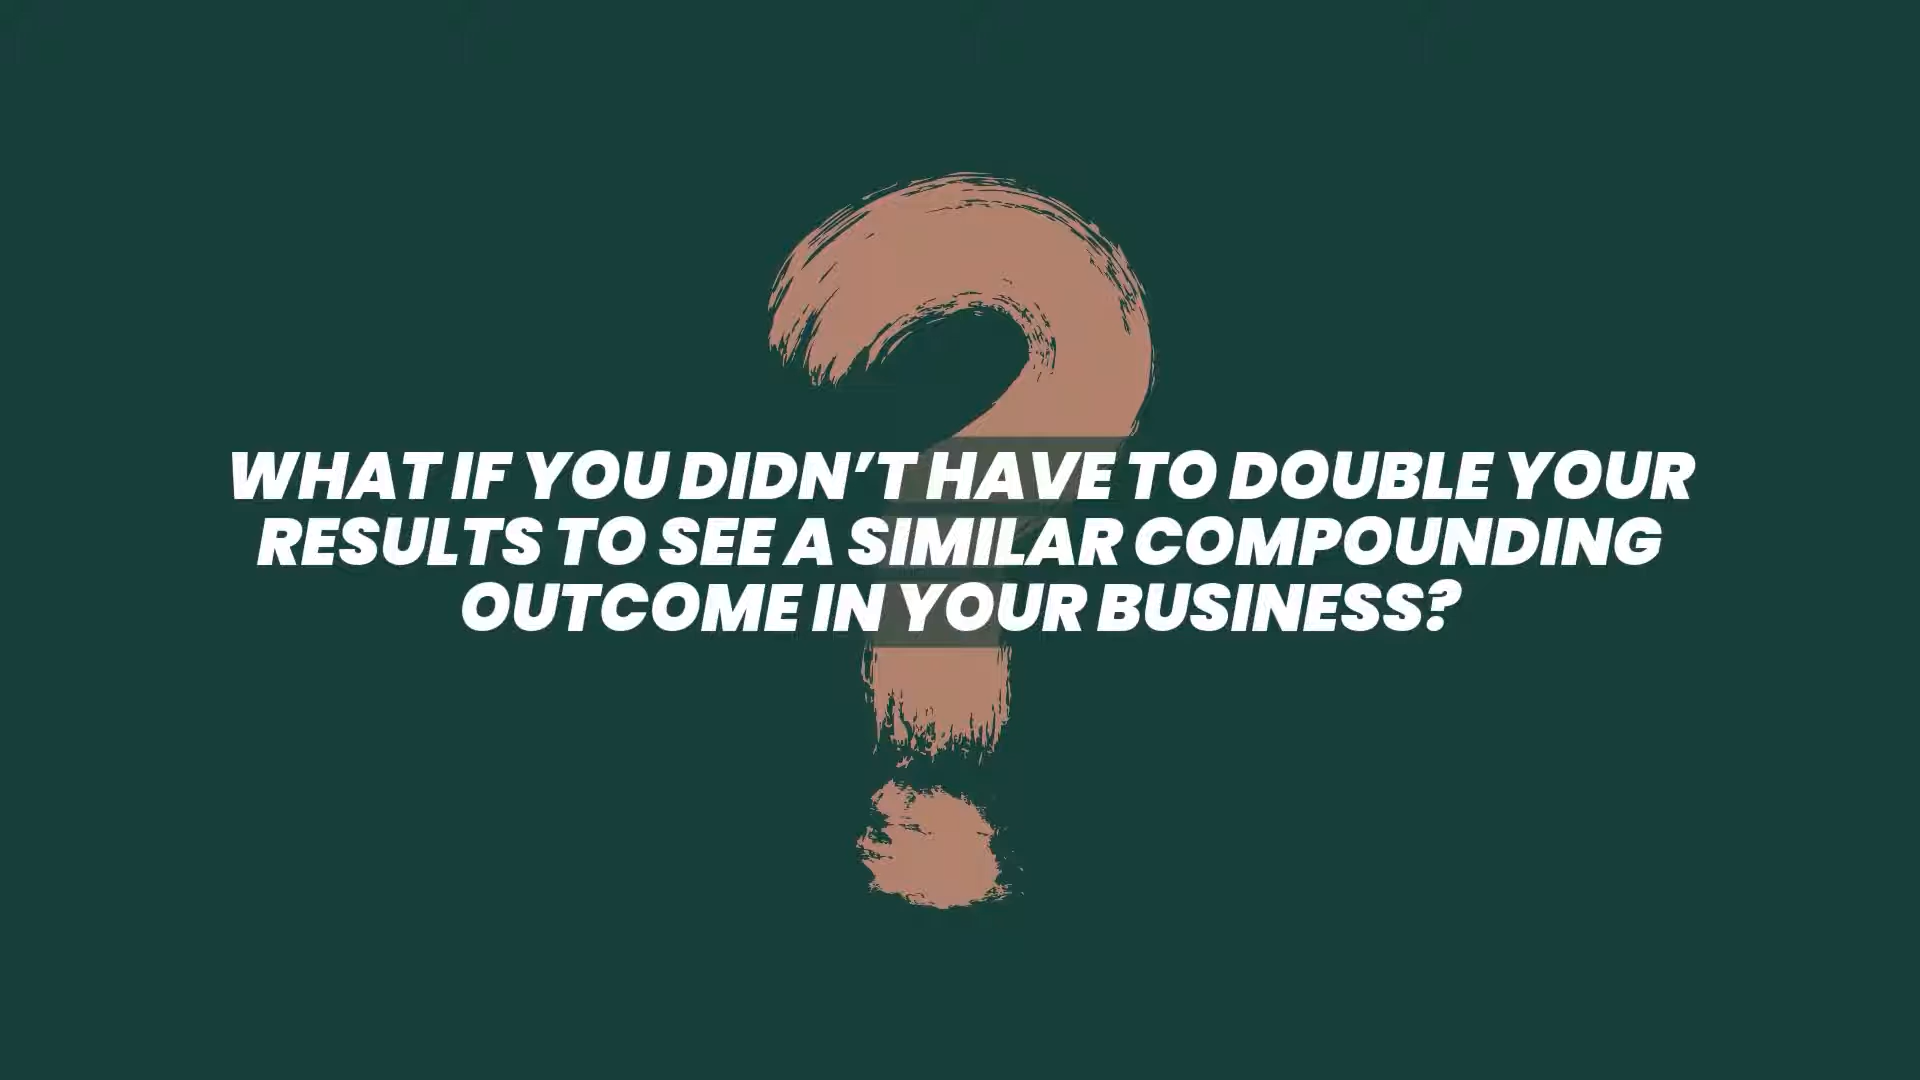 WHAT IF YOU DIDN’T HAVE TO DOUBLE YOUR
RESULTS TO SEE A SIMILAR COMPOUNDING
OUTCOME IN YOUR BUSINESS?